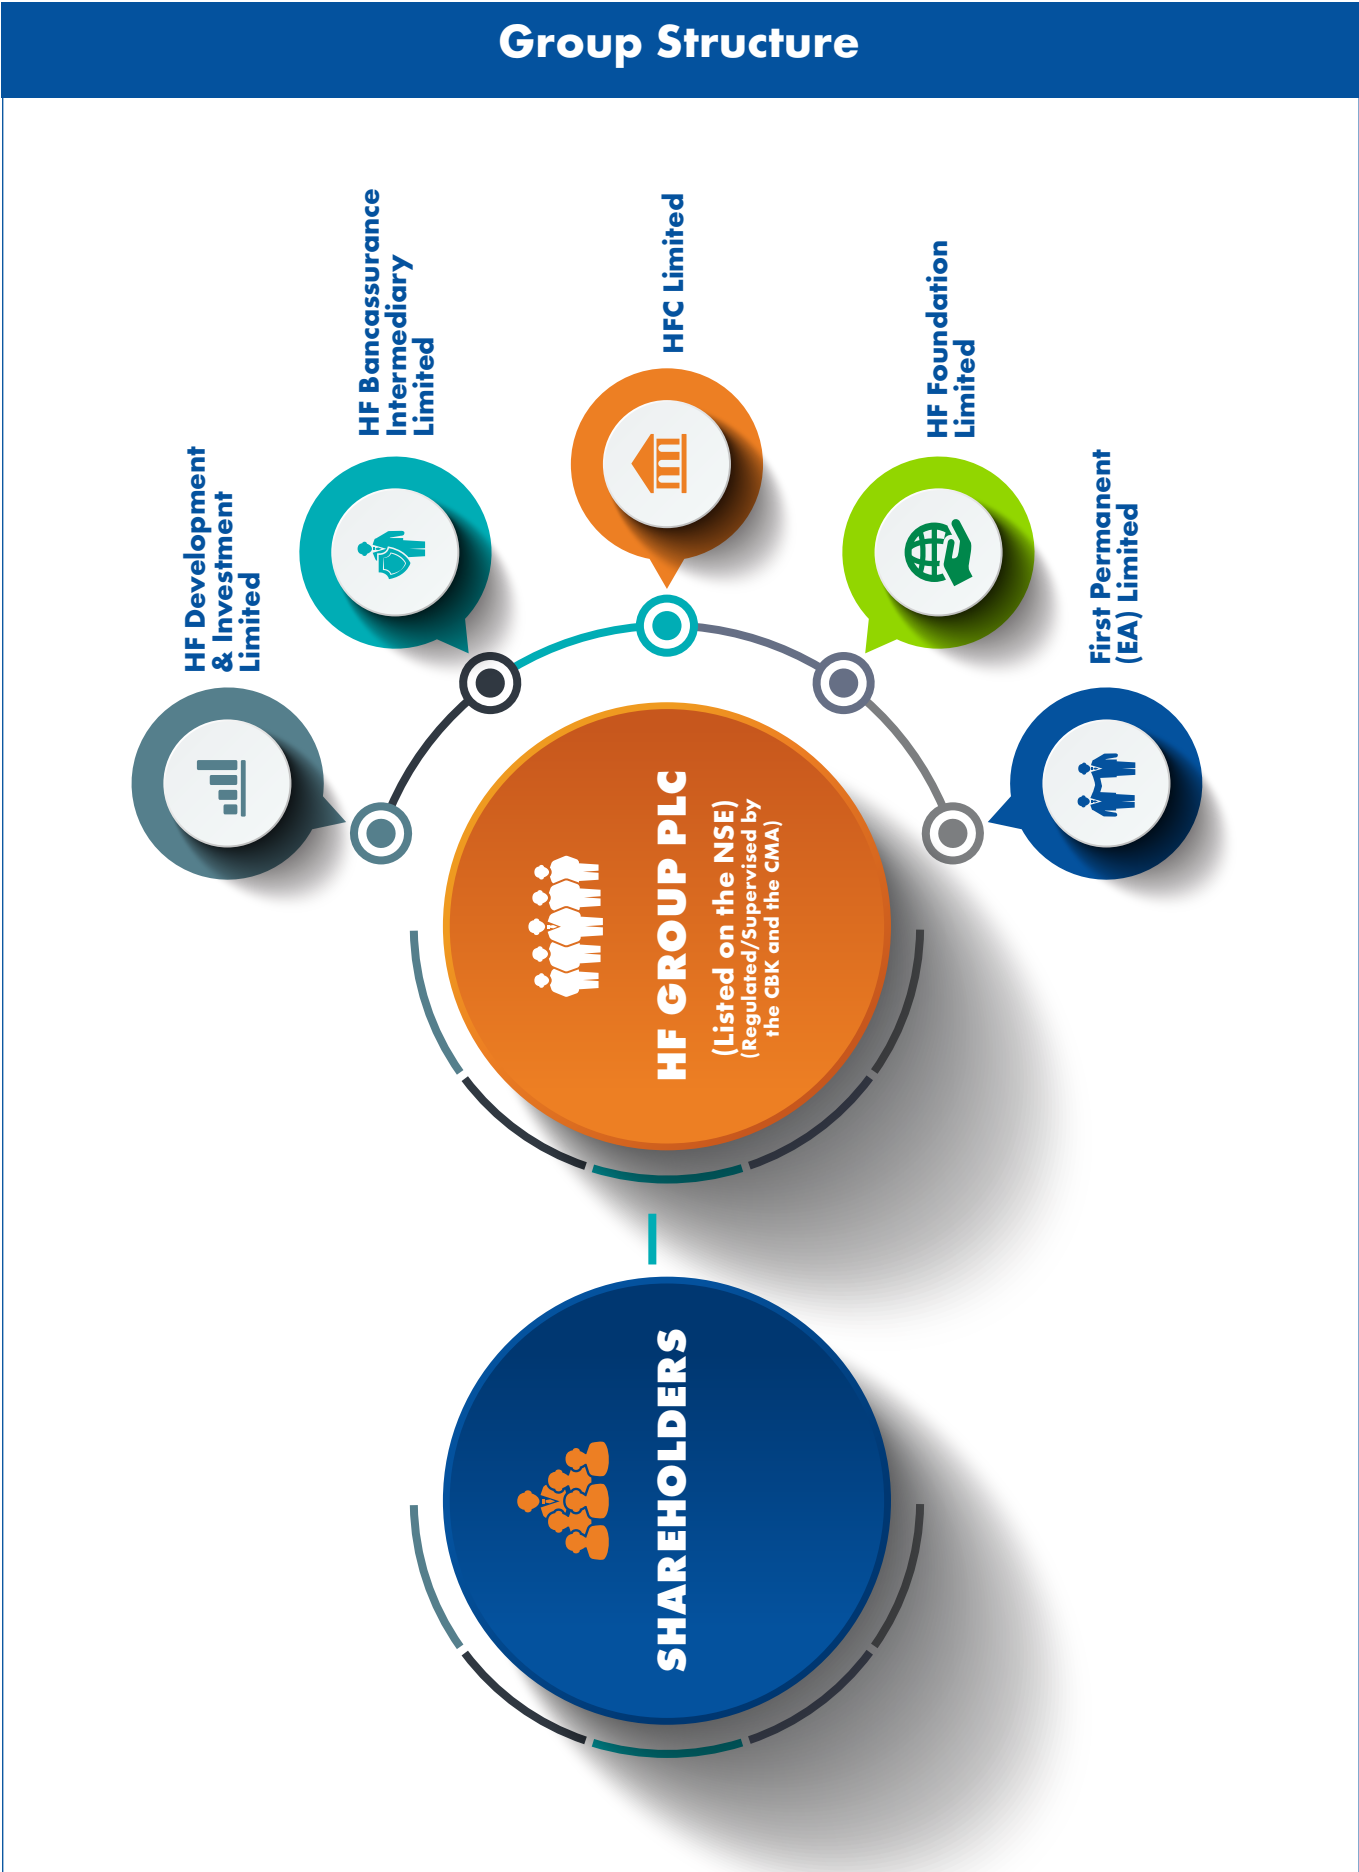 Group Structure
HF Development
& Investment
Limited
HF Bancassurance
Intermediary
Limited
HFC Limited
HF Foundation
Limited
First Permanent
(EA) Limited
HF GROUP PLC
(Listed on the NSE)
(Regulated/Supervised by
the CBK and the CMA)
SHAREHOLDERS